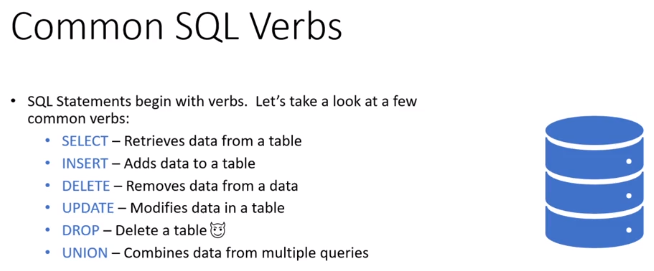 Common SQL Verbs
• SQL Statements begin with verbs. Let's take a look at a few
common verbs:
• SELECT – Retrieves data from a table
• INSERT – Adds data to a table
• DELETE – Removes data from a data
• UPDATE – Modifies data in a table
• DROP – Delete a table 😈
• UNION – Combines data from multiple queries